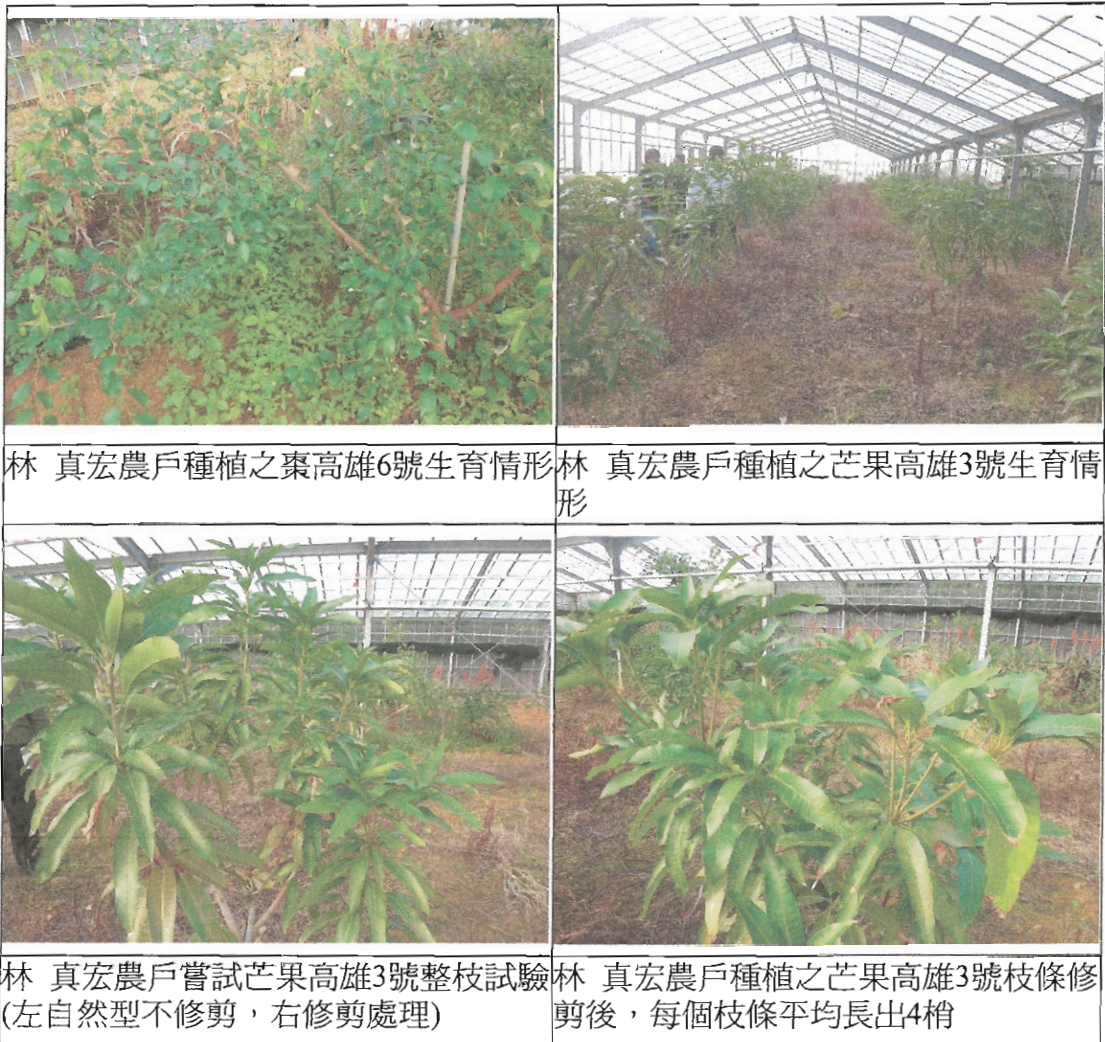 林 真宏農戶種植之棗高雄6號生育情形
林 真宏農戶種植之芒果高雄3號生育情
形
林 真宏農戶嘗試芒果高雄3號整枝試驗
(左自然型不修剪，右修剪處理)
林 真宏農戶種植之芒果高雄3號枝條修
剪後，每個枝條平均長出4梢